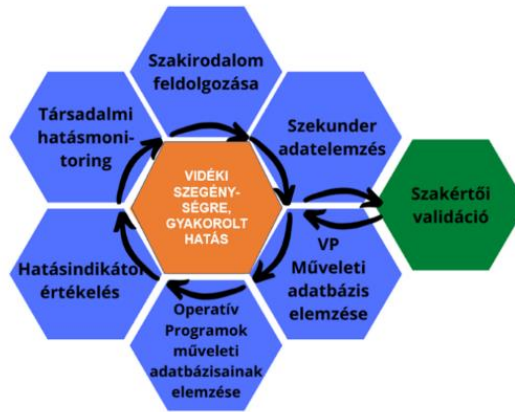 Szakirodalom
feldolgozása
Társadalmi
hatásmoni-
toring
Szekunder
adatelemzés
VIDÉKI
SZEGÉNY-
SÉGRE,
GYAKOROLT
HATÁS
Szakértői
validáció
Hatásindikátor
értékelés
VP
Műveleti
adatbázis
elemzése
Operatív
Programok
műveleti
adatbázisainak
elemzése